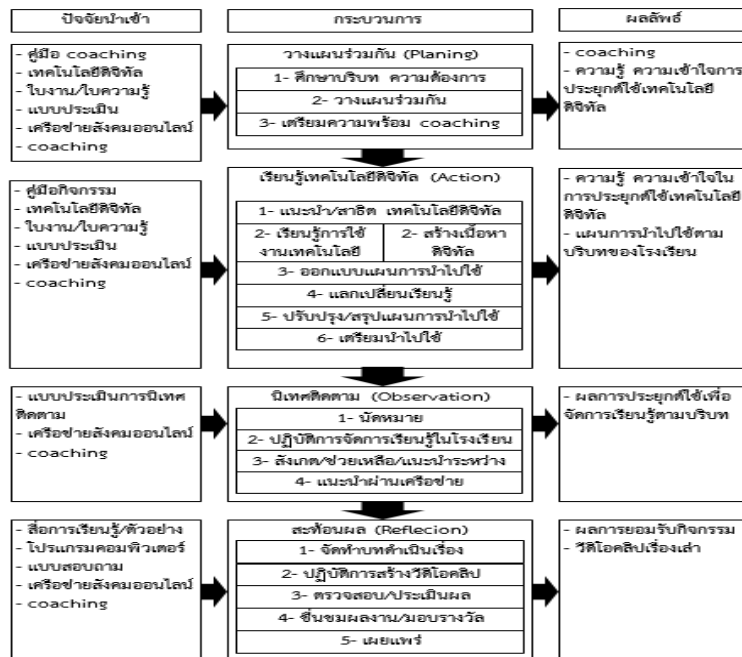 ปัจจัยนำเข้า
กระบวนการ
ผลลัพธ์
- คู่มือ coaching
- เทคโนโลยีดิจิทัล
- ใบงาน/ใบความรู้
- แบบประเมิน
- เครือข่ายสังคมออนไลน์
- coaching
วางแผนร่วมกัน (Planing)
1- ศึกษาบริบท ความต้องการ
2- วางแผนร่วมกัน
3- เตรียมความพร้อม coaching
- coaching
- ความรู้ ความเข้าใจการ
ประยุกต์ใช้เทคโนโลยี
ดิจิทัล
- คู่มือกิจกรรม
- เทคโนโลยีดิจิทัล
- ใบงาน/ใบความรู้
- แบบประเมิน
- เครือข่ายสังคมออนไลน์
- coaching
เรียนรู้เทคโนโลยีดิจิทัล (Action)
1- แนะนำ/สาธิต เทคโนโลยีดิจิทัล
2- เรียนรู้การใช้
งานเทคโนโลยี
2- สร้างเนื้อหา
ดิจิทัล
3- ออกแบบแผนการนำไปใช้
4- แลกเปลี่ยนเรียนรู้
5- ปรับปรุง/สรุปแผนการนำไปใช้
6- เตรียมนำไปใช้
- ความรู้ ความเข้าใจใน
การประยุกต์ใช้เทคโนโลยี
ดิจิทัล
- แผนการนำไปใช้ตาม
บริบทของโรงเรียน
- แบบประเมินการนิเทศ
ติดตาม
- เครือข่ายสังคมออนไลน์
- coaching
นิเทศติดตาม (Observation)
1- นัดหมาย
2- ปฏิบัติการจัดการเรียนรู้ในโรงเรียน
3- สังเกต/ช่วยเหลือ/แนะนำระหว่าง
4- แนะนำผ่านเครือข่าย
- ผลการประยุกต์ใช้เพื่อ
จัดการเรียนรู้ตามบริบท
- สื่อการเรียนรู้/ตัวอย่าง
- โปรแกรมคอมพิวเตอร์
- แบบสอบถาม
- เครือข่ายสังคมออนไลน์
- coaching
สะท้อนผล (Reflecion)
1- จัดทำบทดำเนินเรื่อง
2- ปฏิบัติการสร้างวีดิโอคลิป
3- ตรวจสอบ/ประเมินผล
4- ชื่นชมผลงาน/มอบรางวัล
5- เผยแพร่
- ผลการยอมรับกิจกรรม
- วีดิโอคลิปเรื่องเล่า